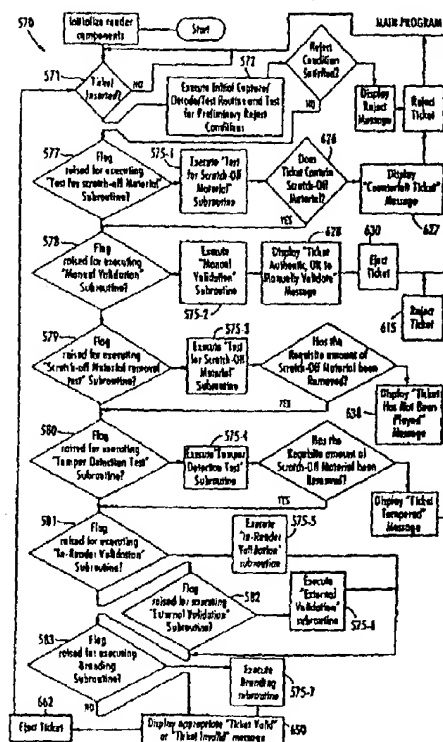 570
Initialize reader components
Start
MAIN PROGRAM
571
Ticket Inserted?
NO
572
Execute Initial Capture/
Decode/Test Routine and Test
for Preliminary Reject Conditions
Reject
Condition
Satisfied?
NO
Display
Reject
Message
Reject
Ticket
577
Flag
raised for executing
"Test for scratch-off Material"
Subroutine?
575-1
Execute "Test
for Scratch-Off
Material"
Subroutine
626
Does
Ticket Contain
Scratch-Off
Material?
YES
Display
"Counterfeit Ticket"
Message
627
578
Flag
raised for executing
"Manual Validation"
Subroutine?
Execute
"Manual
Validation"
Subroutine
575-2
628
Display "Ticket
Authentic, OK to
Manually Validate"
Message
630
Eject
Ticket
Reject
Ticket
615
579
Flag
raised for executing
"Scratch-off Material removal
test" Subroutine?
575-3
Execute "Test
for Scratch-Off
Material"
Subroutine
Has the
Requisite amount of
Scratch-Off Material been
Removed?
YES
Display "Ticket
Has Not Been
Played" Message
638
580
Flag
raised for executing
"Tamper Detection Test"
Subroutine?
575-4
Execute "Tamper
Detection Test"
Subroutine
Has the
Requisite amount of
Scratch-Off Material been
Removed?
YES
Display "Ticket
Tampered"
Message
581
Flag
raised for executing
"In-Reader Validation"
Subroutine?
Execute
"In-Reader
Validation"
subroutine
575-5
Flag
raised for executing
"External Validation"
Subroutine?
582
Execute
"External
Validation"
subroutine
575-6
583
Flag
raised for executing
Branding
Subroutine?
NO
Execute
Branding
subroutine
575-7
662
Eject Ticket
Display appropriate "Ticket Valid"
or "Ticket Invalid" message
650